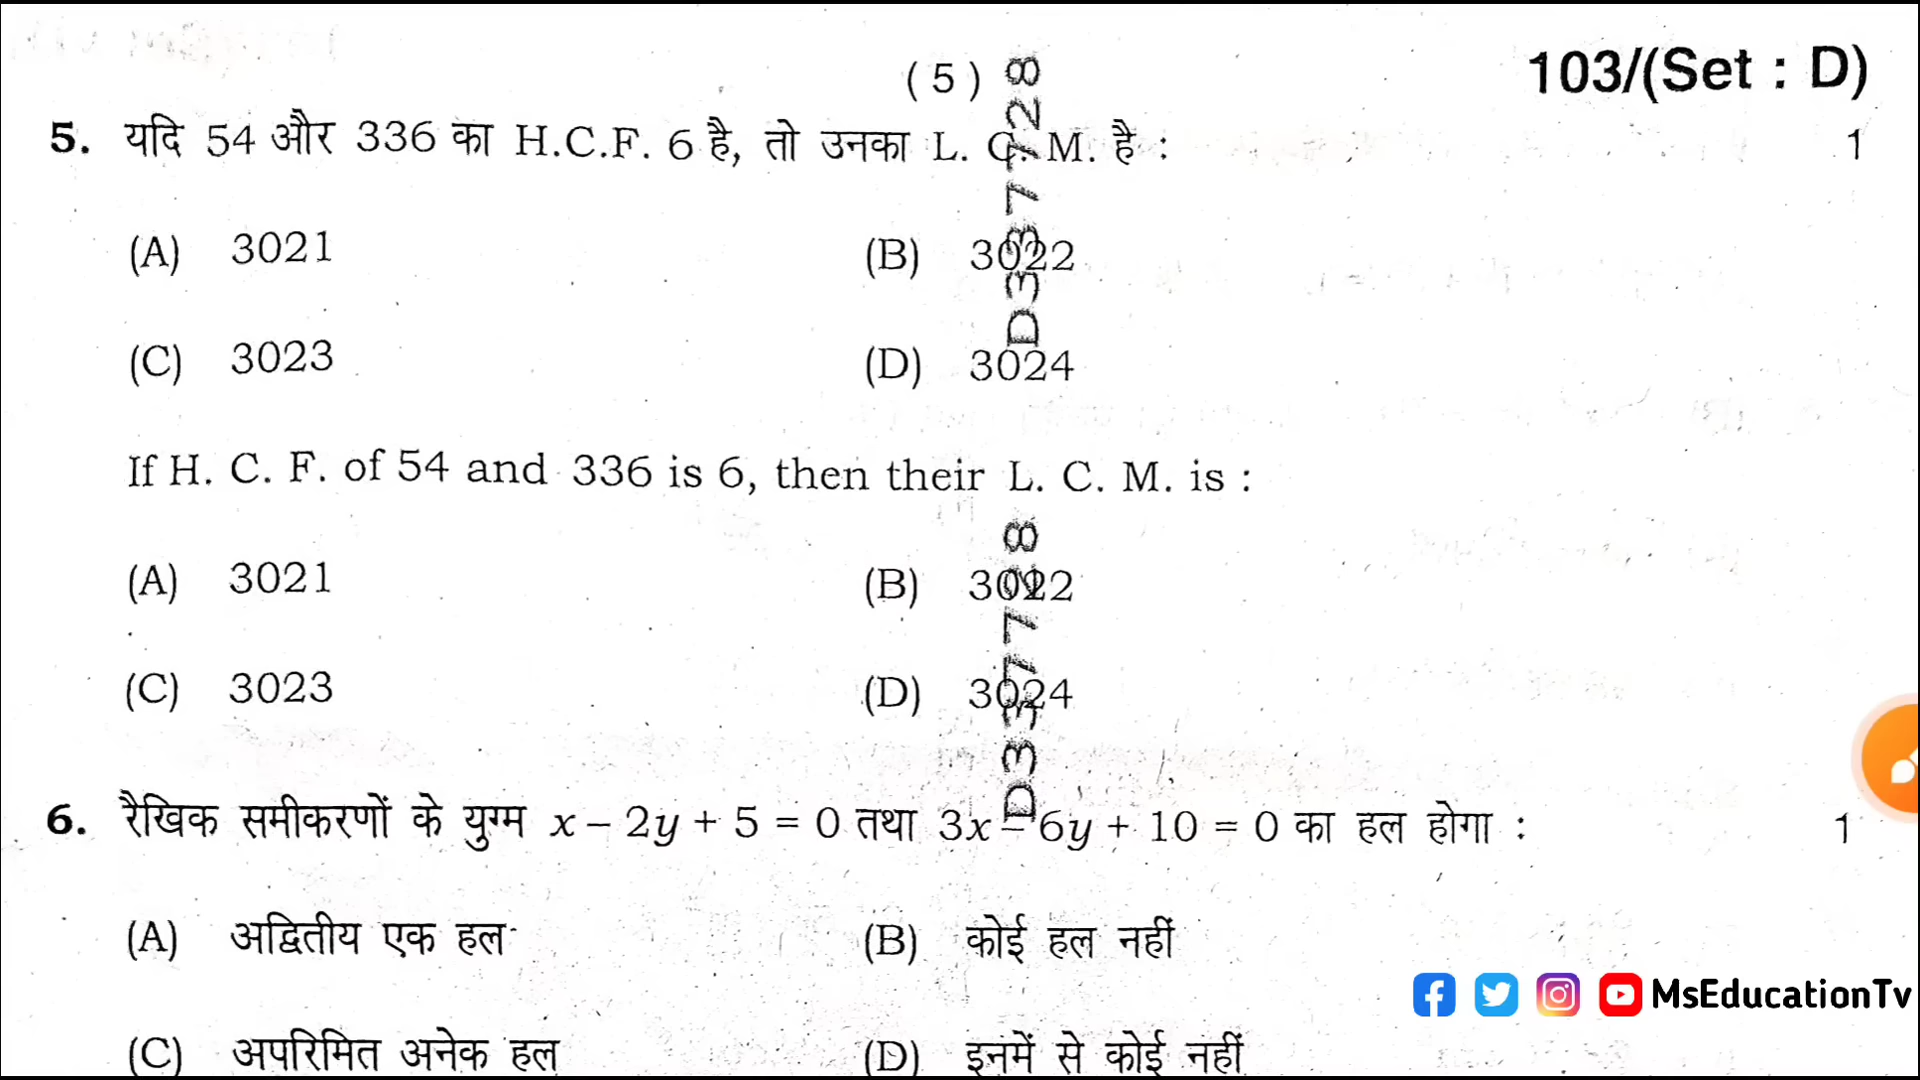 (5)
103/(Set : D)
5. यदि 54 और 336 का H.C.F. 6 है, तो उनका L. C. M. है : 1
(A) 3021 (B) 3022
(C) 3023 (D) 3024
If H. C. F. of 54 and 336 is 6, then their L. C. M. is :
(A) 3021 (B) 3022
(C) 3023 (D) 3024
6. रैखिक समीकरणों के युग्म x – 2y + 5 = 0 तथा 3x – 6y + 10 = 0 का हल होगा : 1
(A) अद्वितीय एक हल (B) कोई हल नहीं
(C) अपरिमित अनेक हल (D) इनमें से कोई नहीं
D3377728
D3377728
MsEducationTv